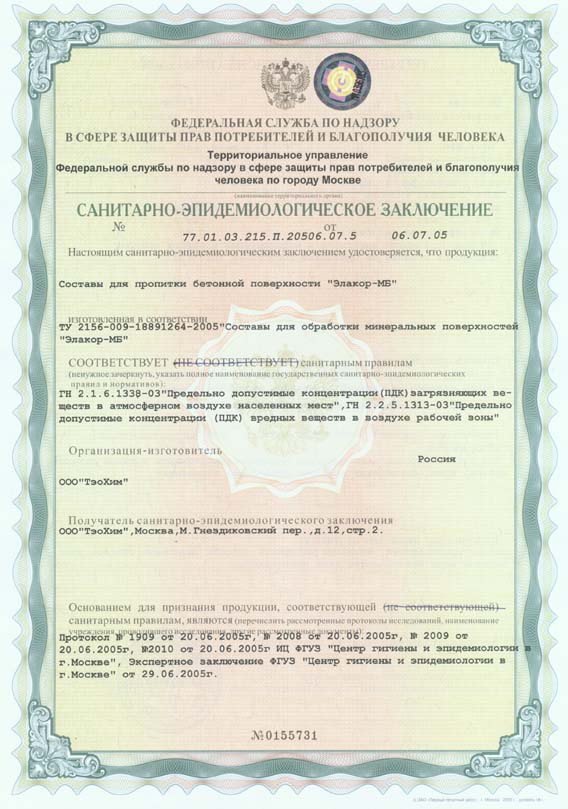 ФЕДЕРАЛЬНАЯ СЛУЖБА ПО НАДЗОРУ
В СФЕРЕ ЗАЩИТЫ ПРАВ ПОТРЕБИТЕЛЕЙ И БЛАГОПОЛУЧИЯ ЧЕЛОВЕКА
Территориальное управление
Федеральной службы по надзору в сфере защиты прав потребителей и благополучия
человека по городу Москве
(наименование территориального органа)
САНИТАРНО-ЭПИДЕМИОЛОГИЧЕСКОЕ ЗАКЛЮЧЕНИЕ
№ 77.01.03.215.П.20506.07.5 от 06.07.05
Настоящим санитарно-эпидемиологическим заключением удостоверяется, что продукция:
Составы для пропитки бетонной поверхности "Элакор-МБ"
изготовленная в соответствии
ТУ 2156-009-18891264-2005"Составы для обработки минеральных поверхностей
"Элакор-МБ"
СООТВЕТСТВУЕТ (НЕ СООТВЕТСТВУЕТ) санитарным правилам
(ненужное зачеркнуть, указать полное наименование государственных санитарно-эпидемиологических
правил и нормативов):
ГН 2.1.6.1338-03"Предельно допустимые концентрации(ПДК)загрязняющих ве-
ществ в атмосферном воздухе населенных мест",ГН 2.2.5.1313-03"Предельно
допустимые концентрации (ПДК) вредных веществ в воздухе рабочей зоны"
Организация-изготовитель
Россия
ООО"ТэоХим"
Получатель санитарно-эпидемиологического заключения
ООО"ТэоХим",Москва,М.Гнездиковский пер.,д.12,стр.2.
Основанием для признания продукции, соответствующей (не соответствующей)
санитарным правилам, являются (перечислить рассмотренные протоколы исследований, наименование
учреждения, проводившего исследования, другие рассмотренные документы):
Протокол № 1909 от 20.06.2005г, № 2008 от 20.06.2005г, № 2009 от
20.06.2005г, №2010 от 20.06.2005г ИЦ ФГУЗ "Центр гигиены и эпидемиологии в
г.Москве", Экспертное заключение ФГУЗ "Центр гигиены и эпидемиологии в
г.Москве" от 29.06.2005г.
№0155731